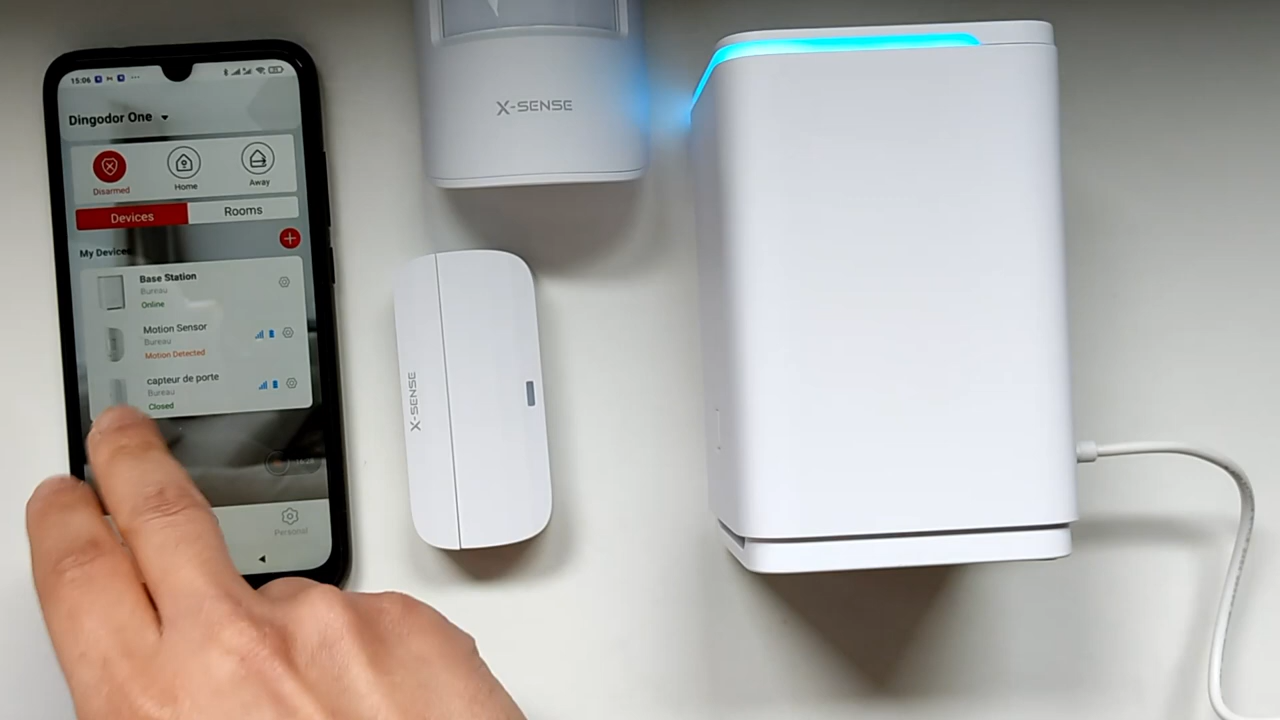 15:06
Dingodor One
Disarmed
Home
Away
Devices
Rooms
My Devices
Base Station
Bureau
Online
Motion Sensor
Bureau
Motion Detected
capteur de porte
Bureau
Closed
Personal
X-SENSE
X-SENSE